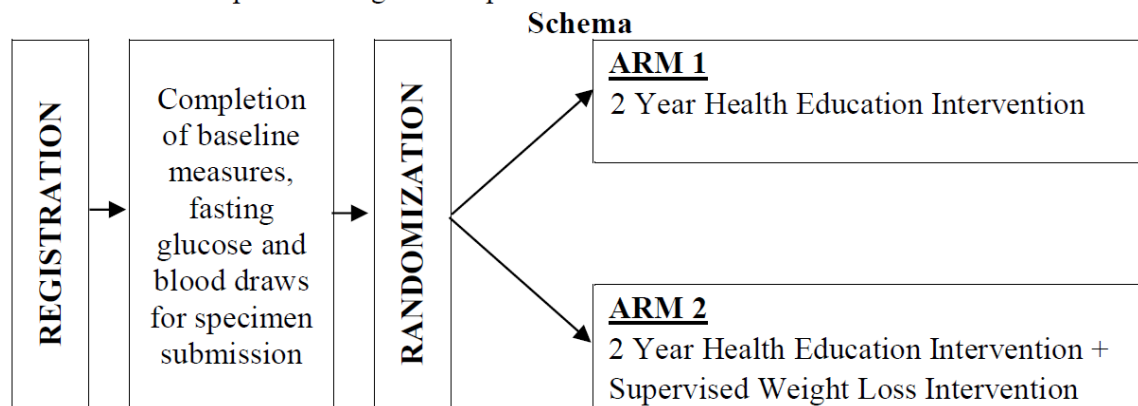 Schema
REGISTRATION
Completion
of baseline
measures,
fasting
glucose and
blood draws
for specimen
submission
RANDOMIZATION
ARM 1
2 Year Health Education Intervention
ARM 2
2 Year Health Education Intervention +
Supervised Weight Loss Intervention